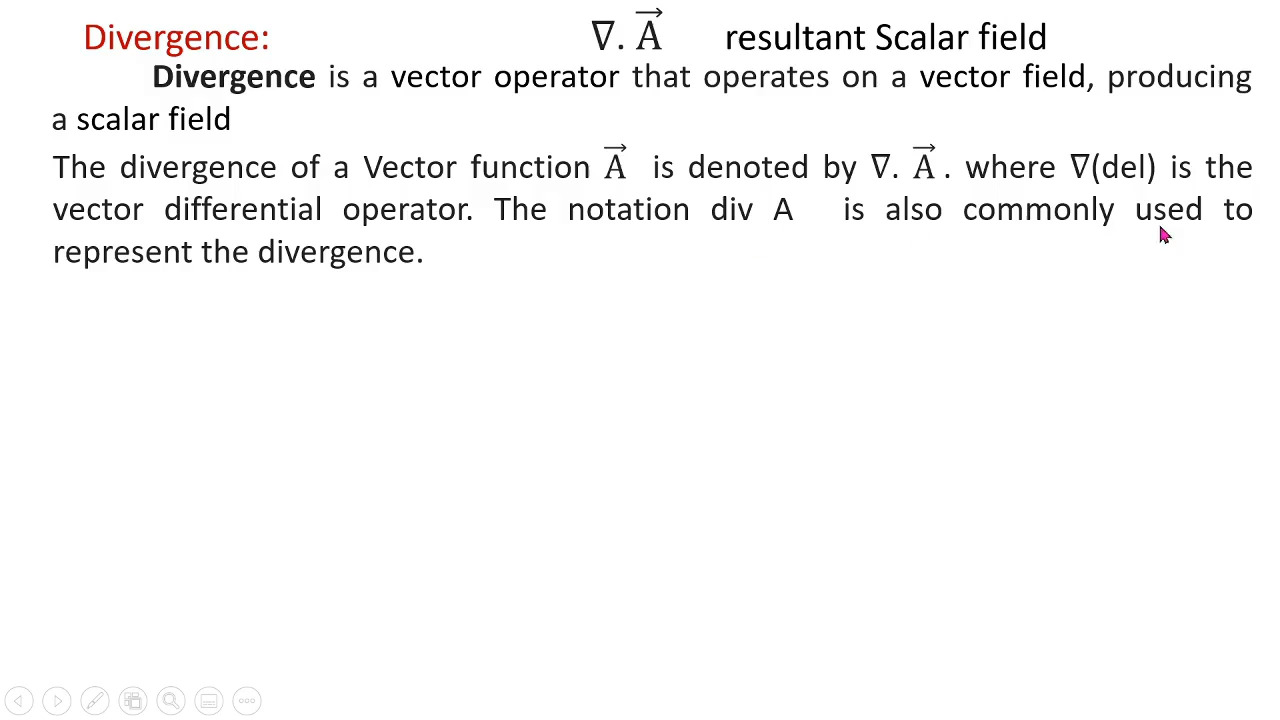 Divergence: ∇. A⃗ resultant Scalar field
Divergence is a vector operator that operates on a vector field, producing
a scalar field
The divergence of a Vector function A⃗ is denoted by ∇. A⃗ . where ∇(del) is the
vector differential operator. The notation div A is also commonly used to
represent the divergence.